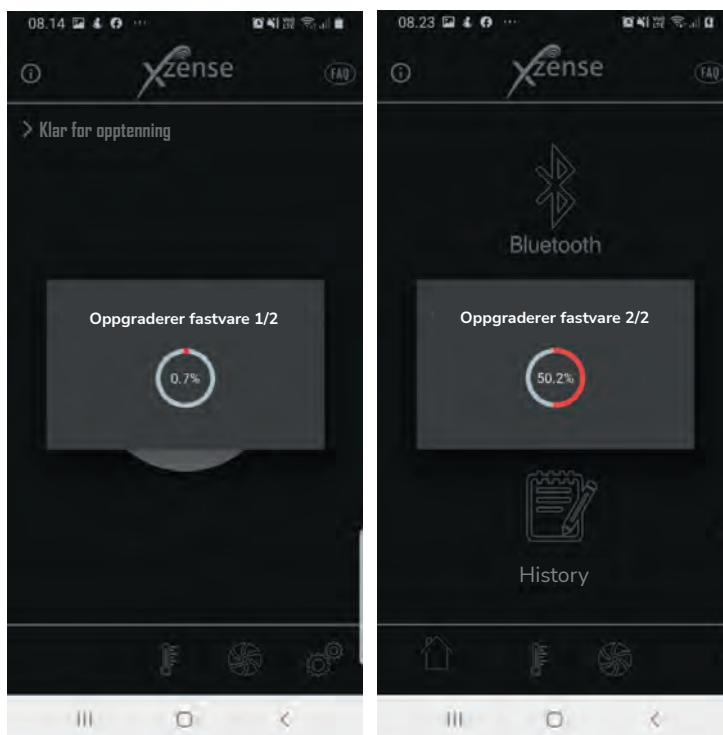 08.14
xzense
FAQ
> Klar for opptenning
Oppgraderer fastvare 1/2
0.7%
08.23
xzense
FAQ
Bluetooth
Oppgraderer fastvare 2/2
50.2%
History